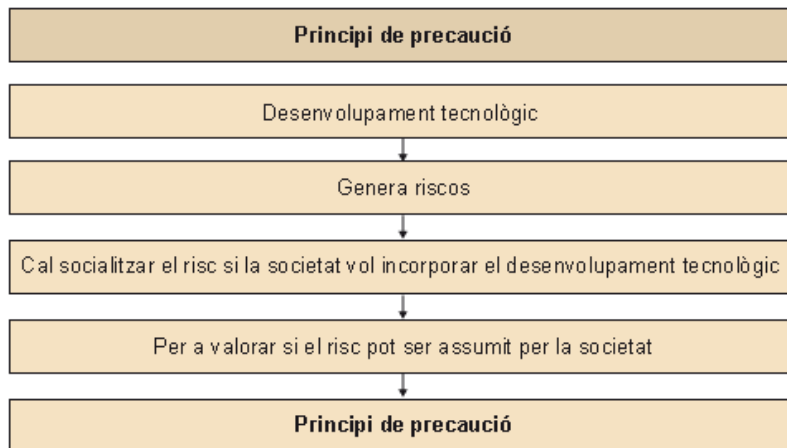 Principi de precaució
Desenvolupament tecnològic
Genera riscos
Cal socialitzar el risc si la societat vol incorporar el desenvolupament tecnològic
Per a valorar si el risc pot ser assumit per la societat
Principi de precaució